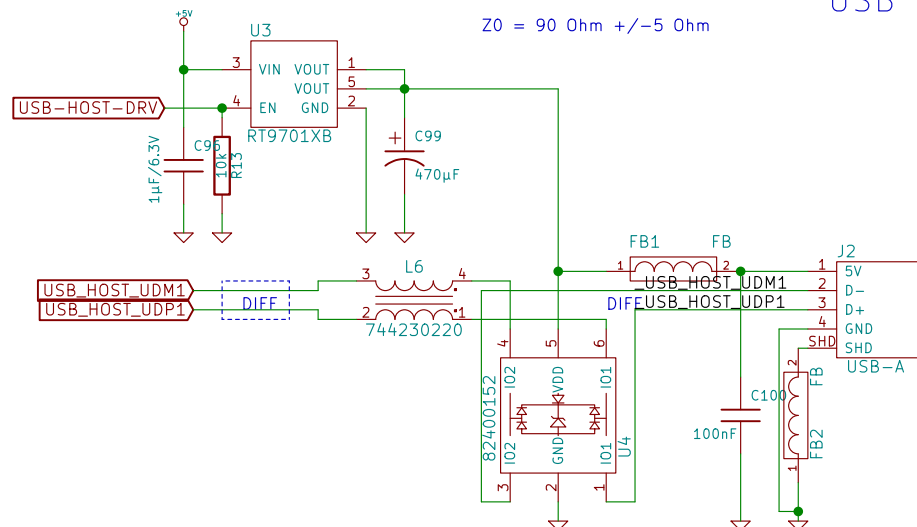 USB
Z0 = 90 Ohm +/-5 Ohm
+5V
U3
3 VIN VOUT 1
VOUT 5
4 EN GND 2
USB-HOST-DRV
RT9701XB
C96
1µF/6.3V
10k
R13
C99
470µF
FB1 FB
1 2
J2
L6
3 4
2 1
744230220
USB_HOST_UDM1
USB_HOST_UDP1
DIFF
DIFF
USB_HOST_UDM1
USB_HOST_UDP1
1 5V
2 D-
3 D+
4 GND
SHD SHD
USB-A
4 5 6
IO2 VDD IO1
82400152
U4
IO2 GND IO1
3 2 1
C100
100nF
2
FB
FB2
1